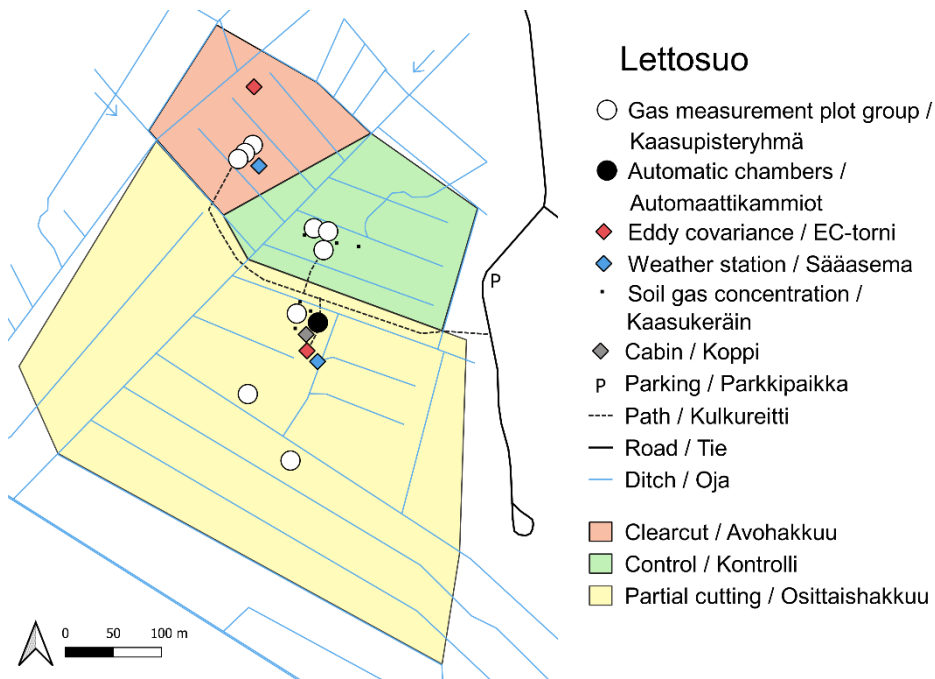 Lettosuo
Gas measurement plot group /
Kaasupisteryhmä
Automatic chambers /
Automaattikammiot
Eddy covariance / EC-torni
Weather station / Sääasema
Soil gas concentration /
Kaasukeräin
Cabin / Koppi
P Parking / Parkkipaikka
Path / Kulkureitti
Road / Tie
Ditch / Oja
Clearcut / Avohakkuu
Control / Kontrolli
Partial cutting / Osittaishakkuu
P
0 50 100 m